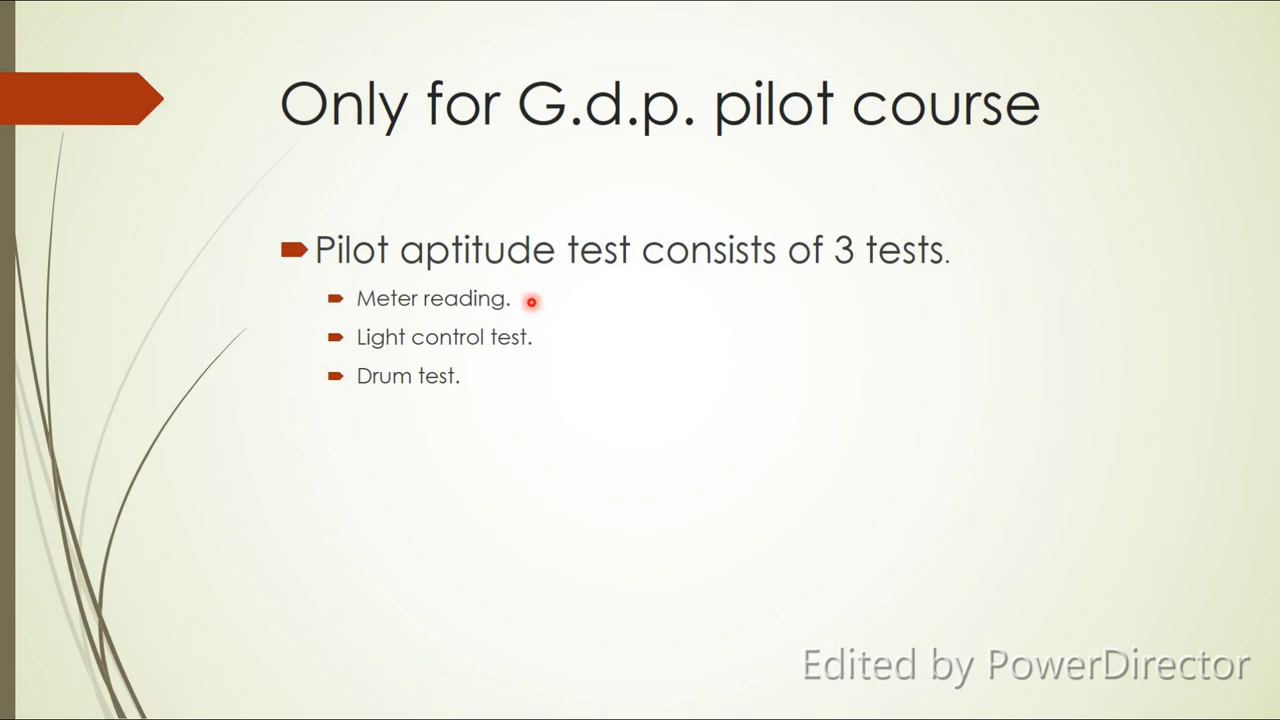 Only for G.d.p. pilot course
Pilot aptitude test consists of 3 tests.
Meter reading.
Light control test.
Drum test.
Edited by PowerDirector